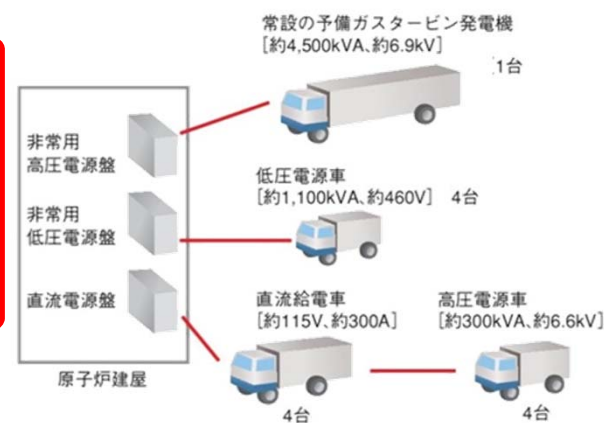 常設の予備ガスタービン発電機
[約4,500kVA、約6.9kV]
1台
非常用
高圧電源盤
低圧電源車
[約1,100kVA、約460V] 4台
非常用
低圧電源盤
直流電源盤
直流給電車
[約115V、約300A]
高圧電源車
[約300kVA、約6.6kV]
原子炉建屋
4台
4台